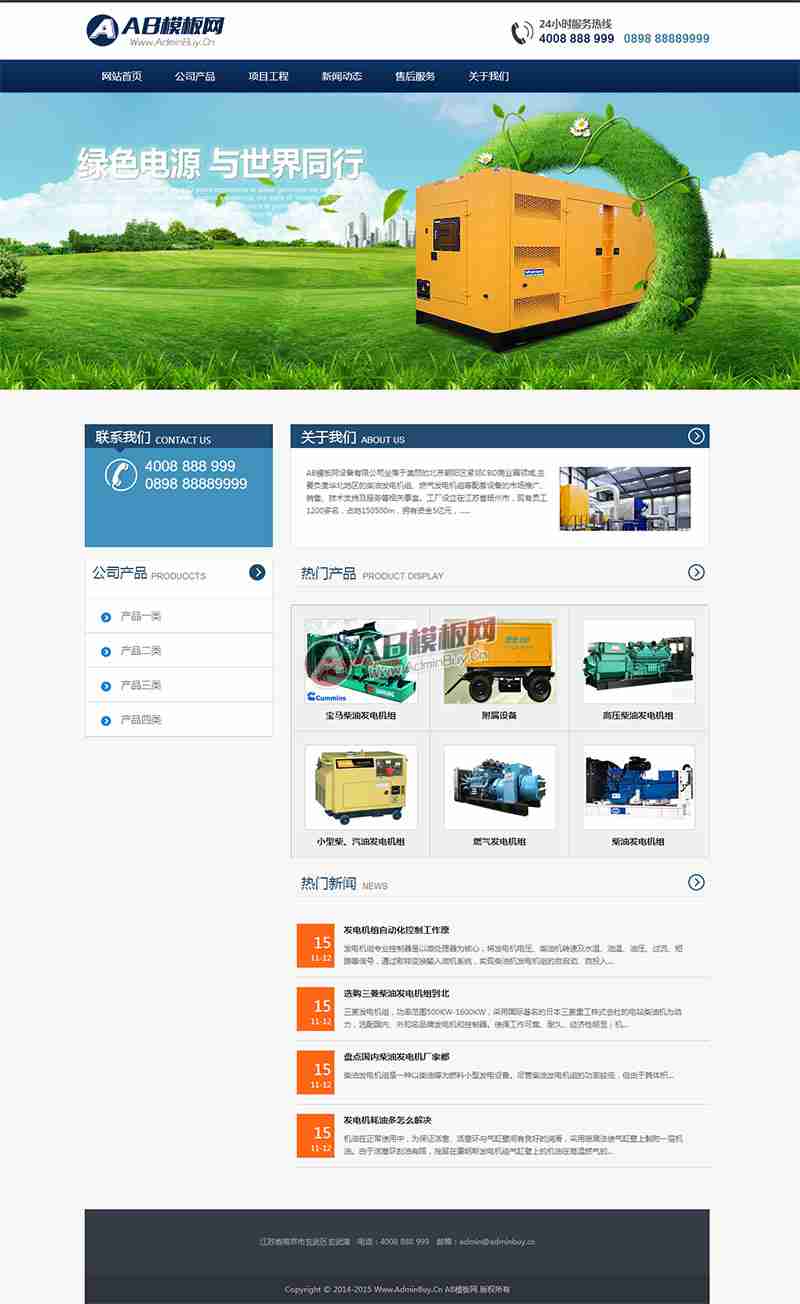 AB模板网
Www.AdminBuy.Cn
24小时服务热线
4008 888 999 0898 88889999
网站首页 公司产品 项目工程 新闻动态 售后服务 关于我们
绿色电源 与世界同行
联系我们 CONTACT US
4008 888 999
0898 88889999
关于我们 ABOUT US
AB模板网设备有限公司坐落于美丽的北京朝阳区紧邻CBD商业圈领域,主
要负责华北地区的柴油发电机组、燃气发电机组等配套设备的市场推广、
销售、技术支持及服务等相关事宜。工厂设立在江苏省扬州市，现有员工
1200多名，占地150500m，拥有资金5亿元，......
公司产品 PRODUOCTS
产品一类
产品二类
产品三类
产品四类
热门产品 PRODUCT DISPLAY
AB模板网
Www.AdminBuy.Cn
Cummins
宝马柴油发电机组 附属设备 高压柴油发电机组
小型柴、汽油发电机组 燃气发电机组 柴油发电机组
热门新闻 NEWS
15
11-12
发电机组自动化控制工作原
发电机组专业控制器是以微处理器为核心，将发电机电压、柴油机转速及水温、油温、油压、过流、短
路等信号，通过取样变换输入微机系统，实现柴油机发电机组的自启动、自投入...
15
11-12
选购三菱柴油发电机组到北
三菱发电机组，功率范围500KW-1600KW，采用国际著名的日本三菱重工株式会社的电站柴油机为动
力，选配国内、外知名品牌发电机和控制器。使得工作可靠、耐久、经济性明显；机...
15
11-12
盘点国内柴油发电机厂家都
柴油发电机组是一种以柴油等为燃料小型发电设备。尽管柴油发电机组的功率较低，但由于其体积...
15
11-12
发电机耗油多怎么解决
机油在正常使用中，为保证活塞、活塞环与气缸壁间有良好的润滑，采用喷溅法使气缸壁上黏附一层机
油。由于活塞环刮油有限，残留在康明斯发电机组气缸壁上的机油在高温燃气的...
江苏省南京市玄武区玄武湖 电话：4008 888 999 邮箱：admin@adminbuy.cn
Copyright © 2014-2015 Www.AdminBuy.Cn AB模板网 版权所有